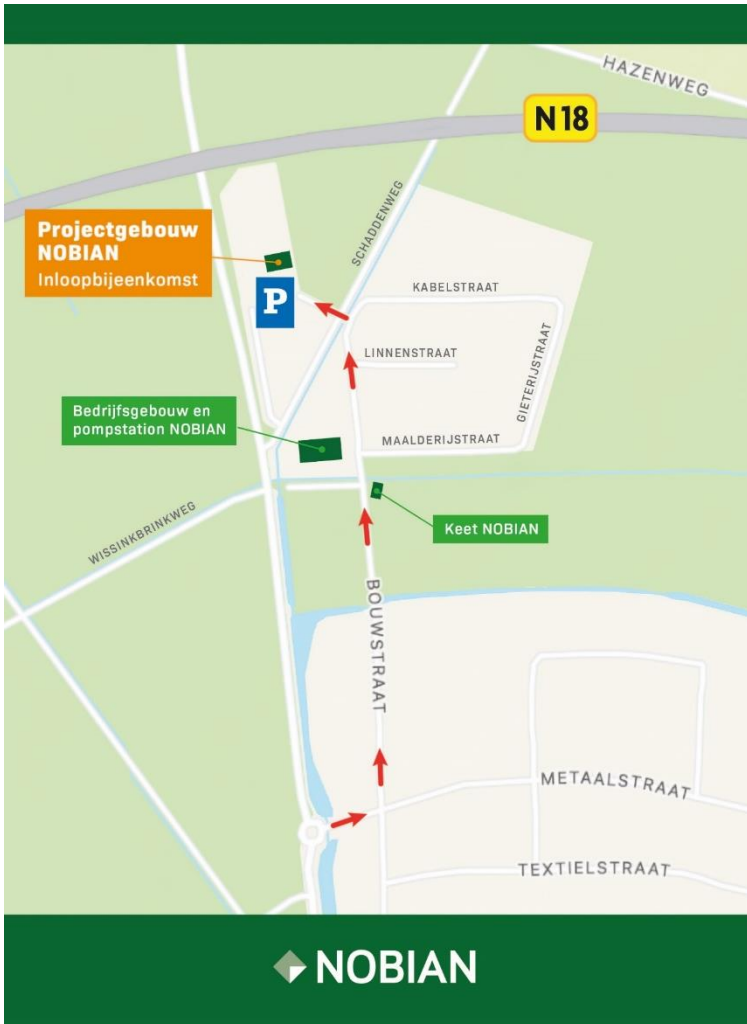 HAZENWEG
N18
SCHADDENWEG
Projectgebouw
NOBIAN
Inloopbijeenkomst
P
KABELSTRAAT
LINNENSTRAAT
GIETERIJSTRAAT
Bedrijfsgebouw en
pompstation NOBIAN
MAALDERIJSTRAAT
WISSINKBRINKWEG
Keet NOBIAN
BOUWSTRAAT
METAALSTRAAT
TEXTIELSTRAAT
NOBIAN